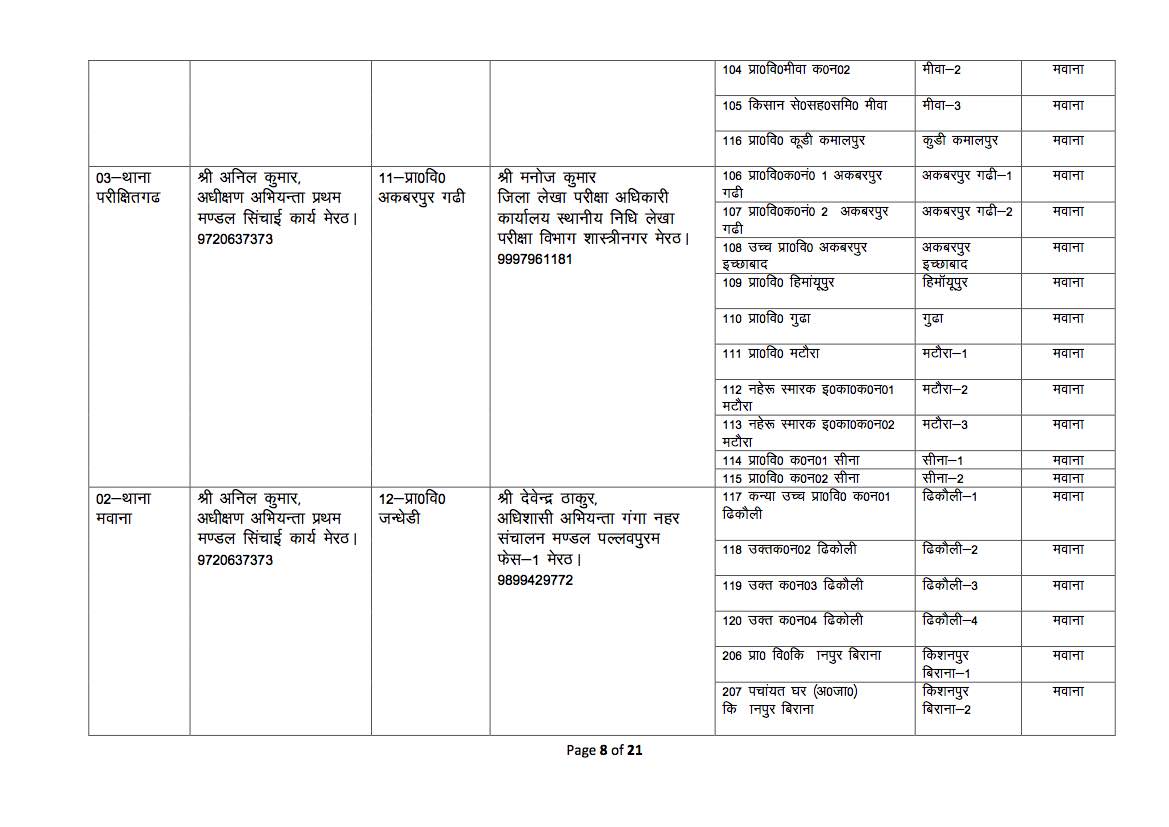 104 प्रा0वि0मीवा क0न02 मीवा–2 मवाना
105 किसान से0सह0समि0 मीवा मीवा–3 मवाना
116 प्रा0वि0 कूडी कमालपुर कुडी कमालपुर मवाना
03–थाना
परीक्षितगढ
श्री अनिल कुमार,
अधीक्षण अभियन्ता प्रथम
मण्डल सिंचाई कार्य मेरठ।
9720637373
11–प्रा0वि0
अकबरपुर गढी
श्री मनोज कुमार
जिला लेखा परीक्षा अधिकारी
कार्यालय स्थानीय निधि लेखा
परीक्षा विभाग शास्त्रीनगर मेरठ।
9997961181
106 प्रा0वि0क0नं0 1 अकबरपुर
गढी
अकबरपुर गढी–1 मवाना
107 प्रा0वि0क0नं0 2 अकबरपुर
गढी
अकबरपुर गढी–2 मवाना
108 उच्च प्रा0वि0 अकबरपुर
इच्छाबाद
अकबरपुर
इच्छाबाद
मवाना
109 प्रा0वि0 हिमांयूपुर हिमॉयूपुर मवाना
110 प्रा0वि0 गुढा गुढा मवाना
111 प्रा0वि0 मटौरा मटौरा–1 मवाना
112 नहेरू स्मारक इ0का0क0न01
मटौरा
मटौरा–2 मवाना
113 नहेरू स्मारक इ0का0क0न02
मटौरा
मटौरा–3 मवाना
114 प्रा0वि0 क0न01 सीना सीना–1 मवाना
115 प्रा0वि0 क0न02 सीना सीना–2 मवाना
02–थाना
मवाना
श्री अनिल कुमार,
अधीक्षण अभियन्ता प्रथम
मण्डल सिंचाई कार्य मेरठ।
9720637373
12–प्रा0वि0
जन्धेडी
श्री देवेन्द्र ठाकुर,
अधिशासी अभियन्ता गंगा नहर
संचालन मण्डल पल्लवपुरम
फेस–1 मेरठ।
9899429772
117 कन्या उच्च प्रा0वि0 क0न01
ढिकौली
ढिकौली–1 मवाना
118 उक्तक0न02 ढिकोली ढिकौली–2 मवाना
119 उक्त क0न03 ढिकौली ढिकौली–3 मवाना
120 उक्त क0न04 ढिकोली ढिकौली–4 मवाना
206 प्रा0 वि0कि ानपुर बिराना
किशनपुर
बिराना–1
मवाना
207 पचांयत घर (अ0जा0)
कि ानपुर बिराना
किशनपुर
बिराना–2
मवाना
Page 8 of 21